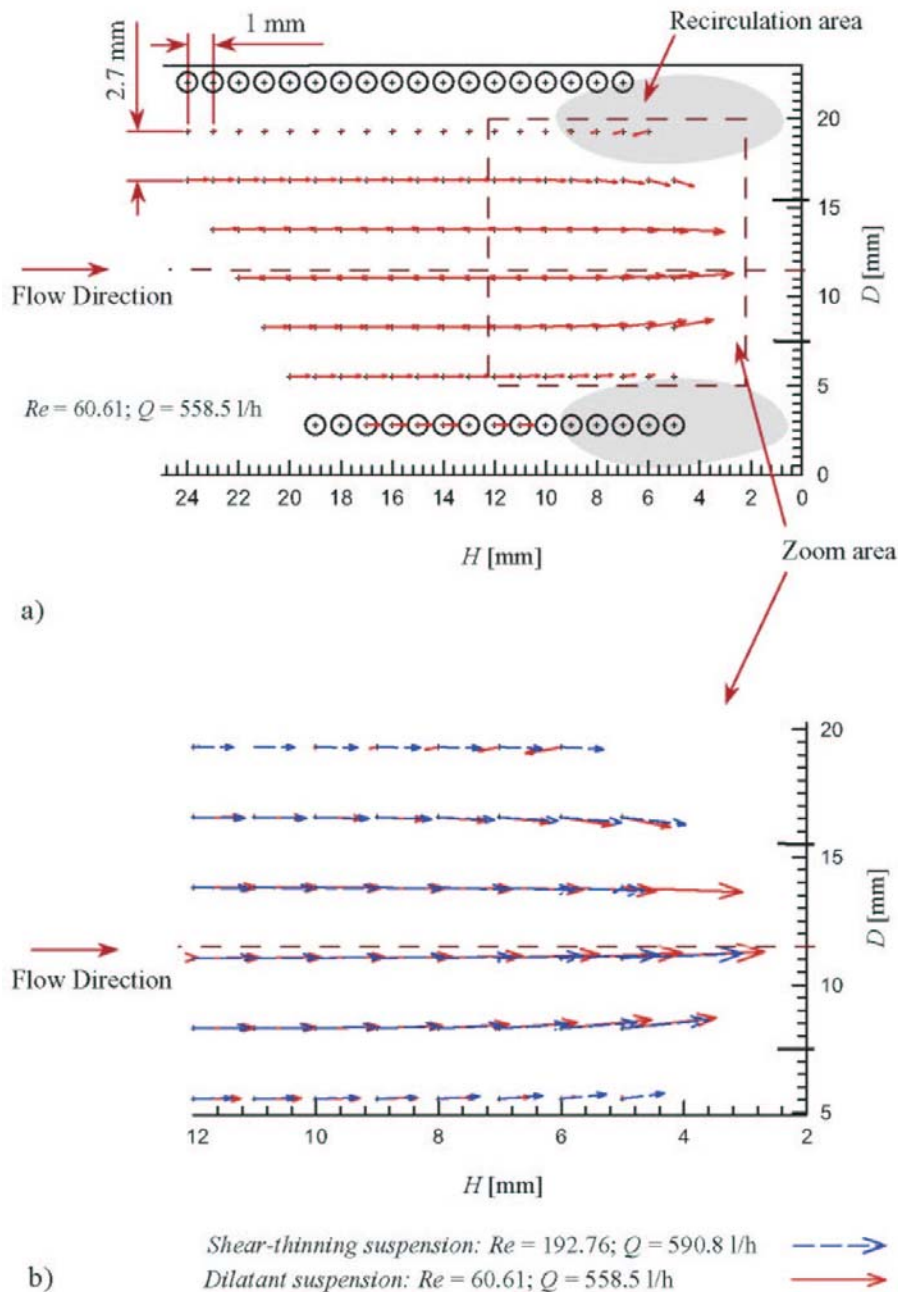 a)
1 mm
2.7 mm
Recirculation area
20
15
10
5
0
D [mm]
Flow Direction
Re = 60.61; Q = 558.5 l/h
24 22 20 18 16 14 12 10 8 6 4 2 0
H [mm]
Zoom area
a)
20
15
10
5
D [mm]
Flow Direction
12 10 8 6 4 2
H [mm]
Shear-thinning suspension: Re = 192.76; Q = 590.8 l/h
b) Dilatant suspension: Re = 60.61; Q = 558.5 l/h